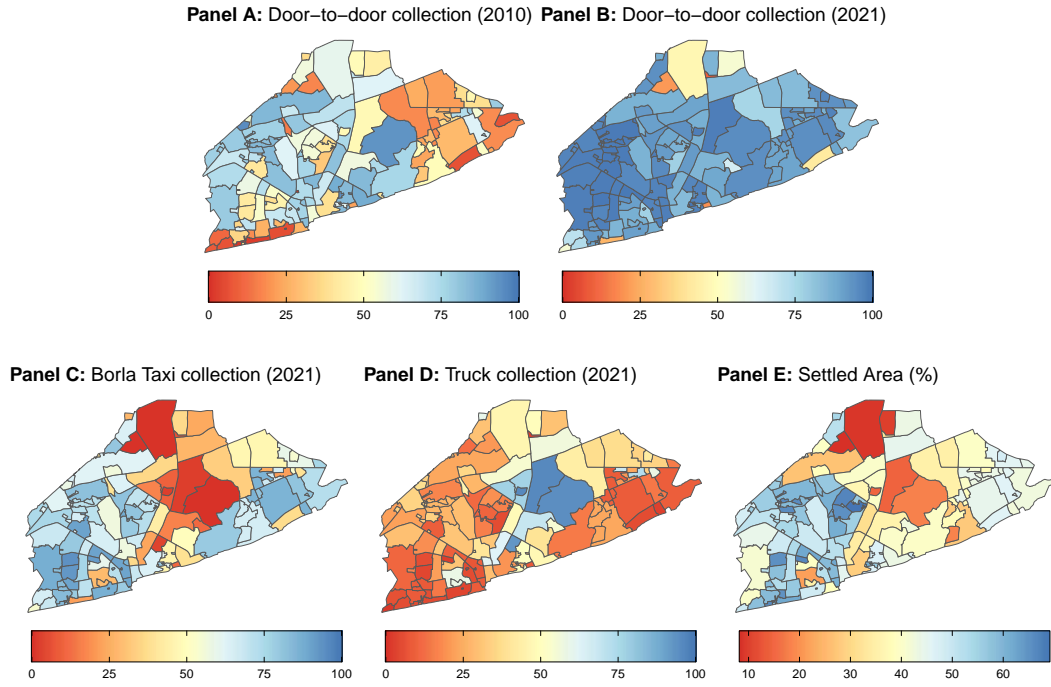 Panel A: Door−to−door collection (2010) Panel B: Door−to−door collection (2021)
0 25 50 75 100 0 25 50 75 100
Panel C: Borla Taxi collection (2021) Panel D: Truck collection (2021) Panel E: Settled Area (%)
0 25 50 75 100 0 25 50 75 100 10 20 30 40 50 60